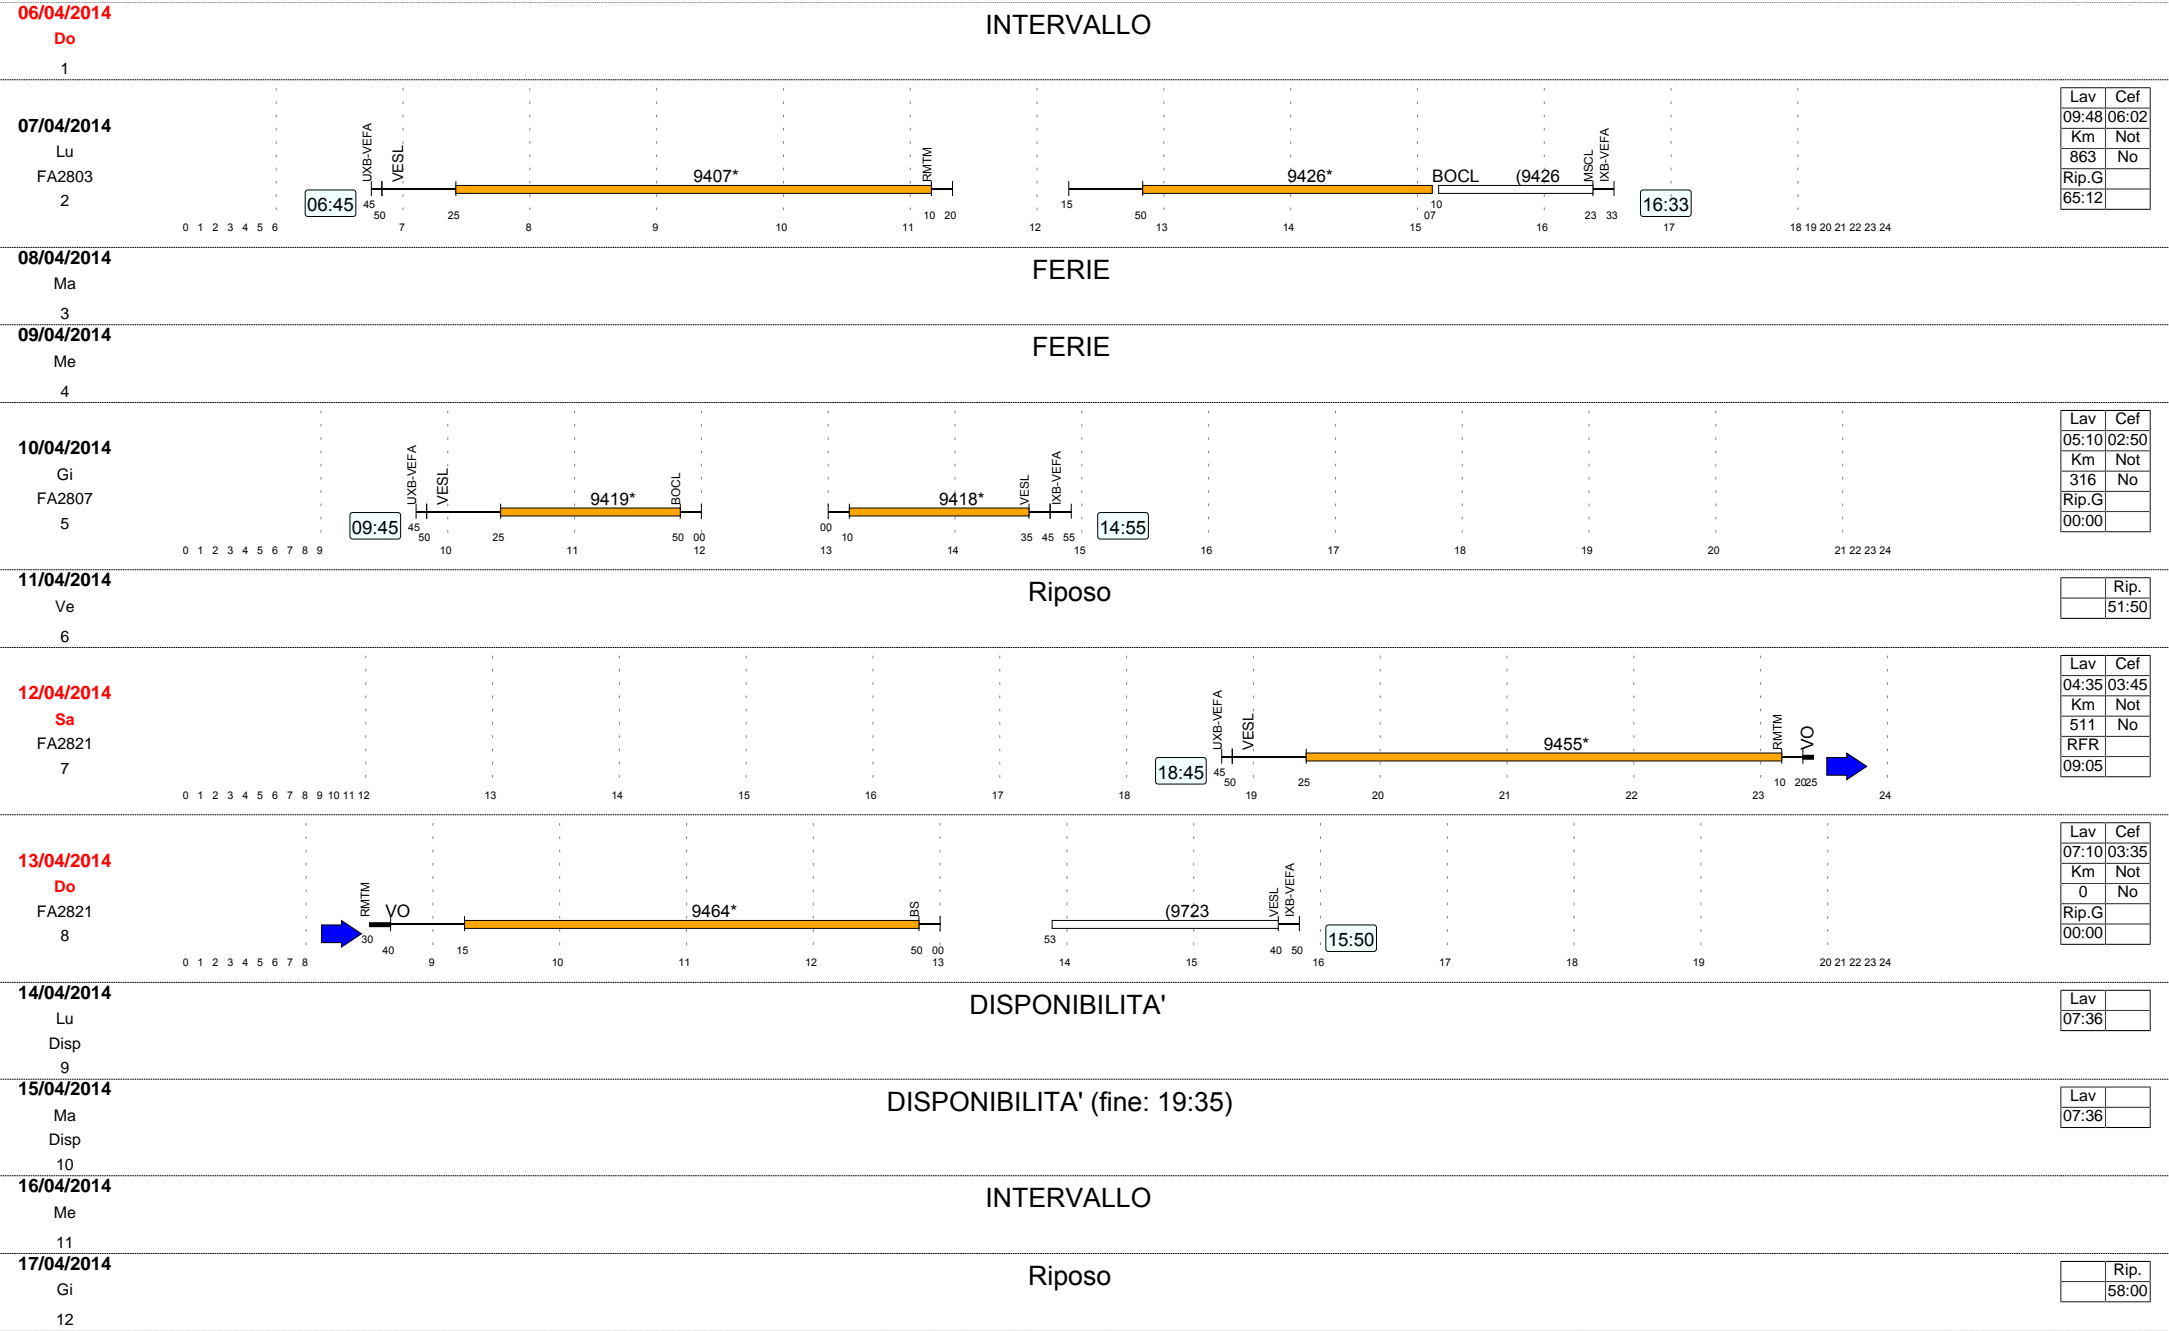 06/04/2014
Do
1
INTERVALLO
07/04/2014
Lu
FA2803
2
06:45
UXB-VEFA
VESL
9407*
RMTM
9426*
BOCL
(9426
MSCL
IXB-VEFA
16:33
45 50 25 10 20 15 50 07 10 23 33
0 1 2 3 4 5 6 7 8 9 10 11 12 13 14 15 16 17 18 19 20 21 22 23 24
Lav Cef
09:48 06:02
Km Not
863 No
Rip.G
65:12
08/04/2014
Ma
3
FERIE
09/04/2014
Me
4
FERIE
10/04/2014
Gi
FA2807
5
09:45
UXB-VEFA
VESL
9419*
BOCL
9418*
VESL
IXB-VEFA
14:55
45 50 25 50 00 00 10 35 45 55
0 1 2 3 4 5 6 7 8 9 10 11 12 13 14 15 16 17 18 19 20 21 22 23 24
Lav Cef
05:10 02:50
Km Not
316 No
Rip.G
00:00
11/04/2014
Ve
6
Riposo
Rip.
51:50
12/04/2014
Sa
FA2821
7
18:45
UXB-VEFA
VESL
9455*
RMTM
VO
45 50 25 10 20 25
0 1 2 3 4 5 6 7 8 9 10 11 12 13 14 15 16 17 18 19 20 21 22 23 24
Lav Cef
04:35 03:45
Km Not
511 No
RFR
09:05
13/04/2014
Do
FA2821
8
RMTM
VO
9464*
BS
(9723
VESL
IXB-VEFA
15:50
30 40 15 50 00 53 40 50
0 1 2 3 4 5 6 7 8 9 10 11 12 13 14 15 16 17 18 19 20 21 22 23 24
Lav Cef
07:10 03:35
Km Not
0 No
Rip.G
00:00
14/04/2014
Lu
Disp
9
DISPONIBILITA'
Lav
07:36
15/04/2014
Ma
Disp
10
DISPONIBILITA' (fine: 19:35)
Lav
07:36
16/04/2014
Me
11
INTERVALLO
17/04/2014
Gi
12
Riposo
Rip.
58:00